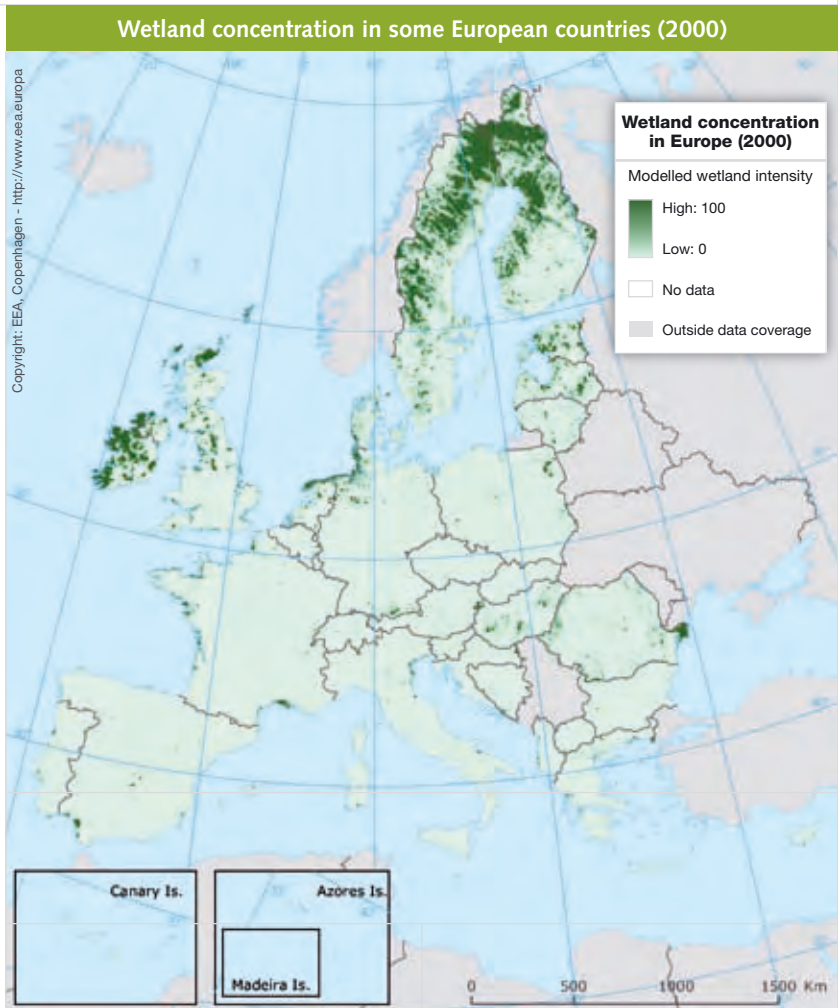 Wetland concentration in some European countries (2000)
Copyright: EEA, Copenhagen - http://www.eea.europa
Wetland concentration
in Europe (2000)
Modelled wetland intensity
High: 100
Low: 0
No data
Outside data coverage
Canary Is.
Azores Is.
Madeira Is.
0 500 1000 1500 Km